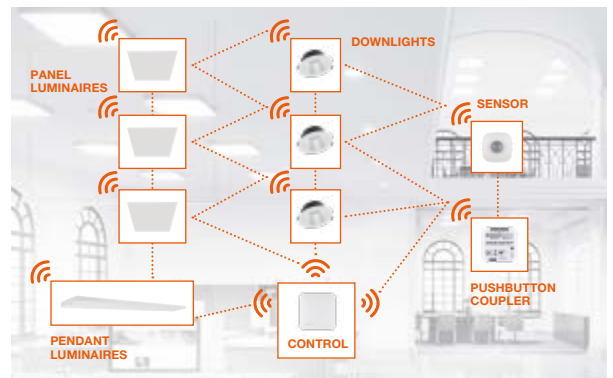 DOWNLIGHTS
PANEL
LUMINAIRES
SENSOR
PUSHBUTTON
COUPLER
PENDANT
LUMINAIRES
CONTROL